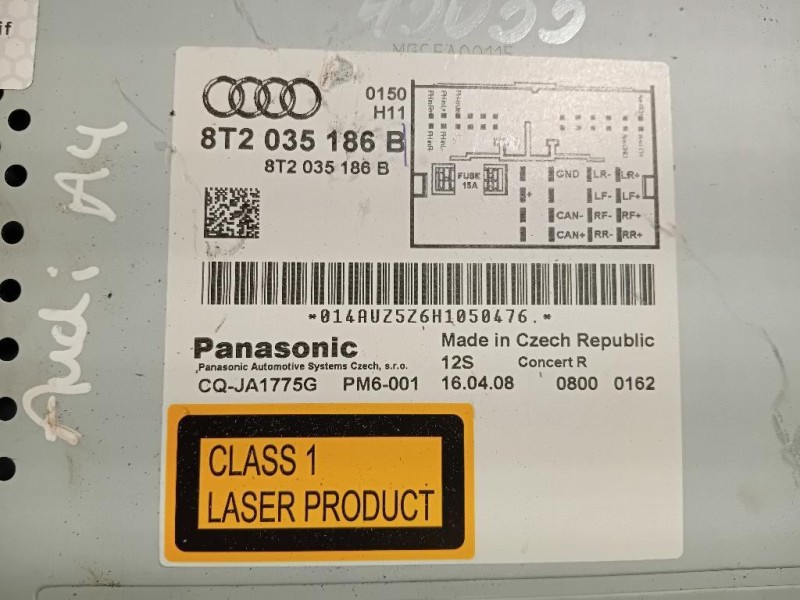 if
0150
H11
8T2 035 186 B
8T2 035 186 B
FUSE
15A
GND LR- LR+
+ LF- LF+
CAN- RF- RF+
CAN+ RR- RR+
*014AUZ5Z6H1050476.*
Panasonic
Panasonic Automotive Systems Czech, s.r.o.
CQ-JA1775G PM6-001
Made in Czech Republic
12S Concert R
16.04.08 0800 0162
CLASS 1
LASER PRODUCT
Audi A4